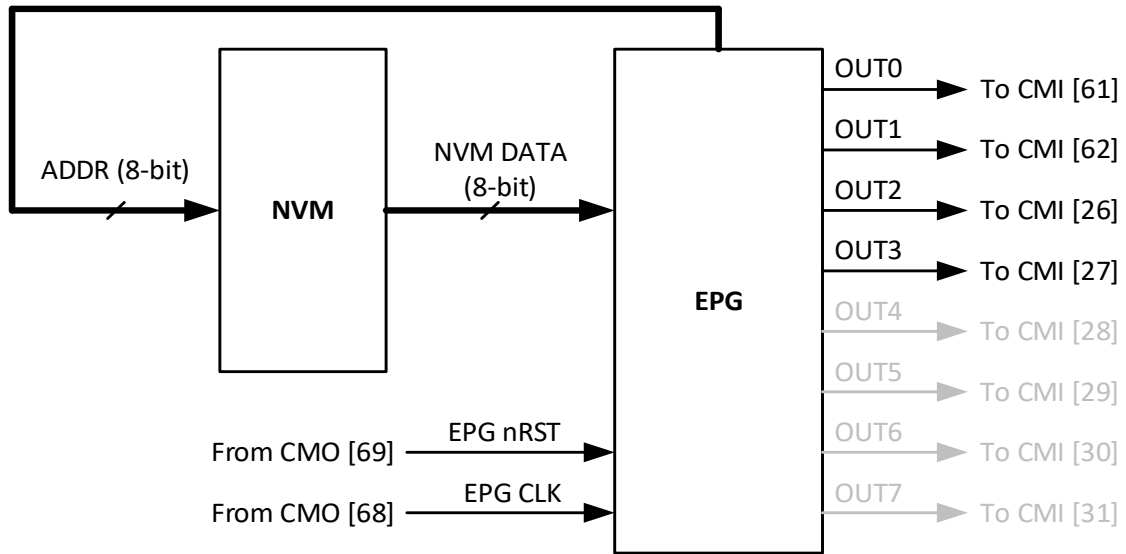 OUT0
To CMI [61]
OUT1
To CMI [62]
ADDR (8-bit)
NVM DATA
(8-bit)
NVM
OUT2
To CMI [26]
OUT3
To CMI [27]
EPG
OUT4
To CMI [28]
OUT5
To CMI [29]
From CMO [69]
EPG nRST
OUT6
To CMI [30]
From CMO [68]
EPG CLK
OUT7
To CMI [31]